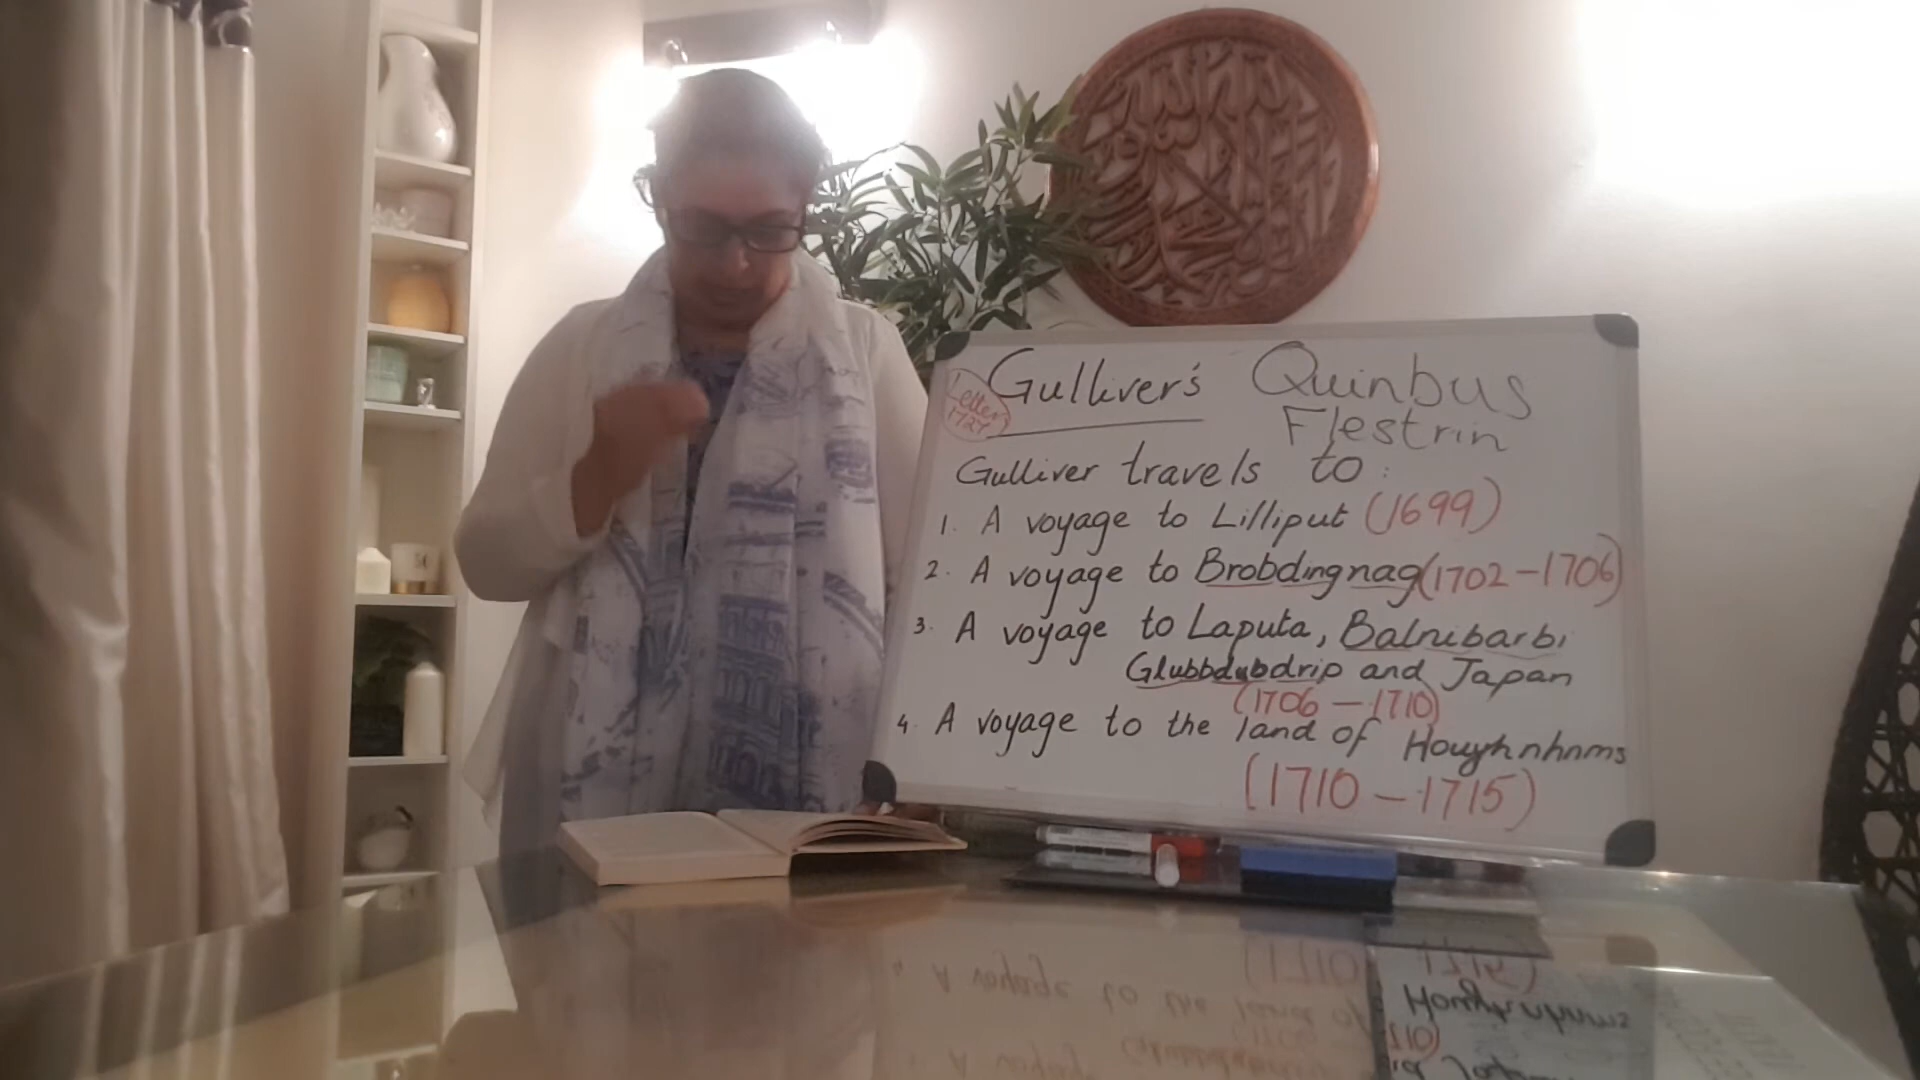 Letter
1727
Gulliver's
Quinbus
Flestrin
Gulliver travels to:
1. A voyage to Lilliput (1699)
2. A voyage to Brobdingnag (1702 – 1706)
3. A voyage to Laputa, Balnibarbi
Glubbdubdrip and Japan
(1706 – 1710)
4. A voyage to the land of Houyhnhnms
(1710 – 1715)